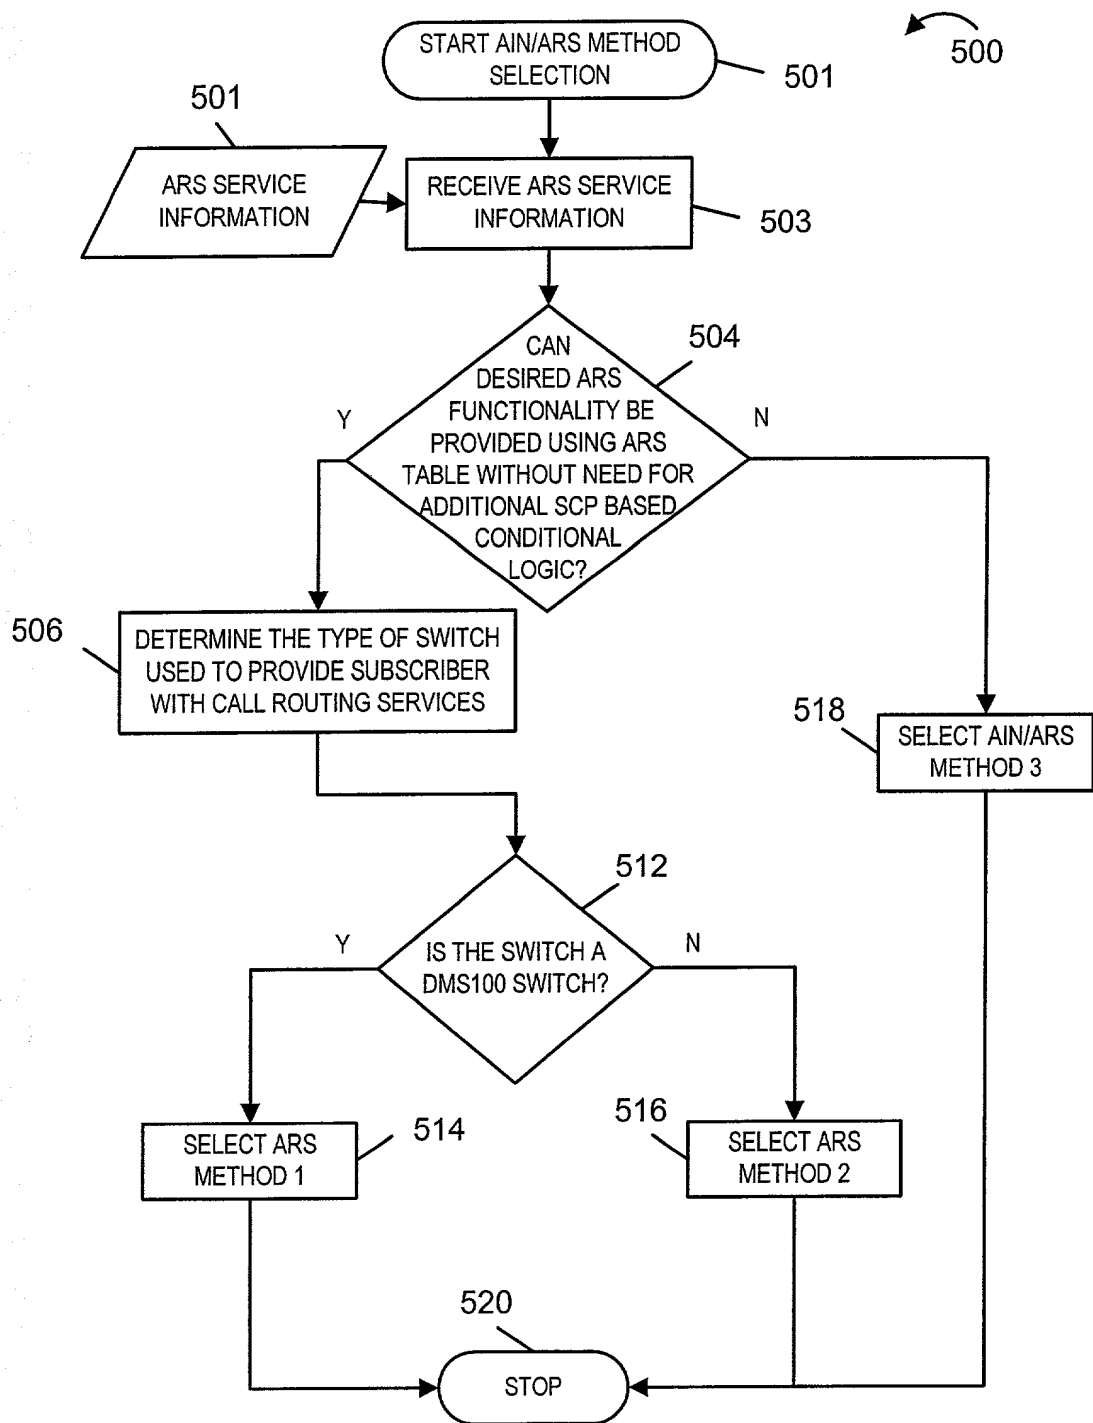 START AIN/ARS METHOD
SELECTION
500
501
501
ARS SERVICE
INFORMATION
RECEIVE ARS SERVICE
INFORMATION
503
504
CAN
DESIRED ARS
FUNCTIONALITY BE
PROVIDED USING ARS
TABLE WITHOUT NEED FOR
ADDITIONAL SCP BASED
CONDITIONAL
LOGIC?
Y
N
506
DETERMINE THE TYPE OF SWITCH
USED TO PROVIDE SUBSCRIBER
WITH CALL ROUTING SERVICES
518
SELECT AIN/ARS
METHOD 3
512
Y
IS THE SWITCH A
DMS100 SWITCH?
N
SELECT ARS
METHOD 1
514
516
SELECT ARS
METHOD 2
520
STOP